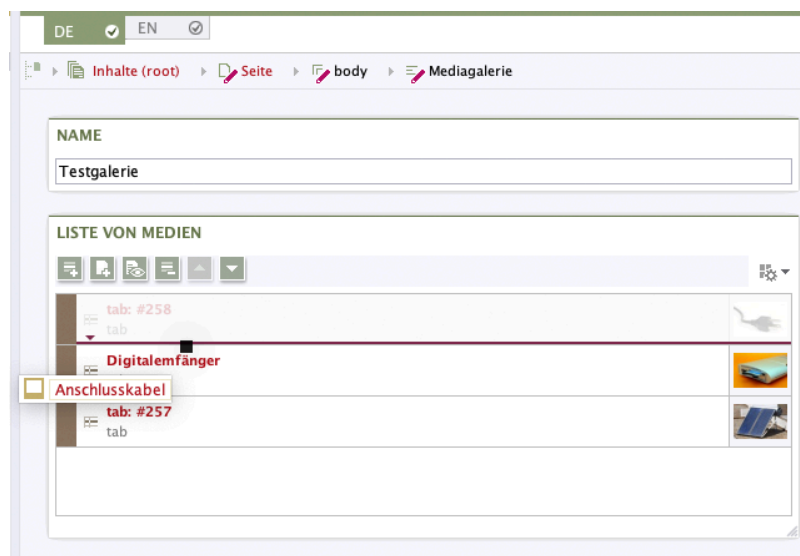 DE EN
Inhalte (root) Seite body Mediagalerie
NAME
Testgalerie
LISTE VON MEDIEN
tab: #258
tab
Digitalemfänger
Anschlusskabel
tab: #257
tab